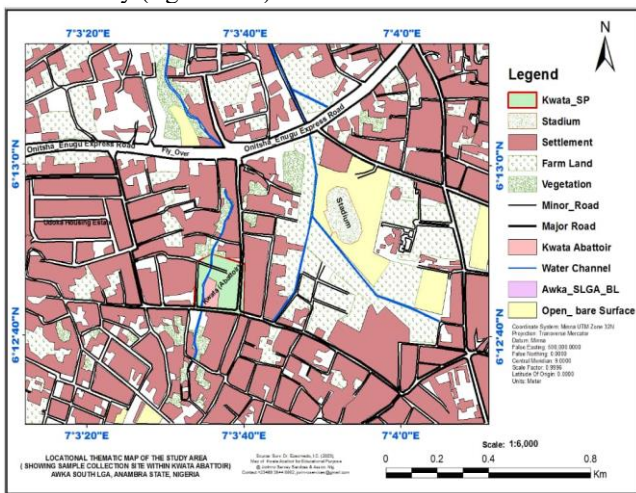 7°3'20"E
7°3'40"E
7°4'0"E
N
Legend
Kwata_SP
Stadium
Settlement
Farm Land
Vegetation
Minor_Road
Major Road
Kwata Abattoir
Water Channel
Awka_SLGA_BL
Open_ bare Surface
Coordinate System: Minna UTM Zone 32N
Projection: Transverse Mercator
Datum: Minna
False Easting: 500,000.0000
False Northing: 0.0000
Central Meridian: 9.0000
Scale Factor: 0.9996
Latitude Of Origin: 0.0000
Units: Meter
6°13'0"N
6°13'0"N
Onitsha_Enugu Express Road
Fly_Over
Onitsha_Enugu Express Road
Housing Estate
Stadium
Kwata (Abattoir)
6°12'40"N
6°12'40"N
7°3'20"E
7°3'40"E
7°4'0"E
LOCATIONAL THEMATIC MAP OF THE STUDY AREA
( SHOWING SAMPLE COLLECTION SITE WITHIN KWATA ABATTOIR)
AWKA SOUTH LGA, ANAMBRA STATE, NIGERIA
Scale: 1:6,000
0 0.2 0.4 0.8
Km